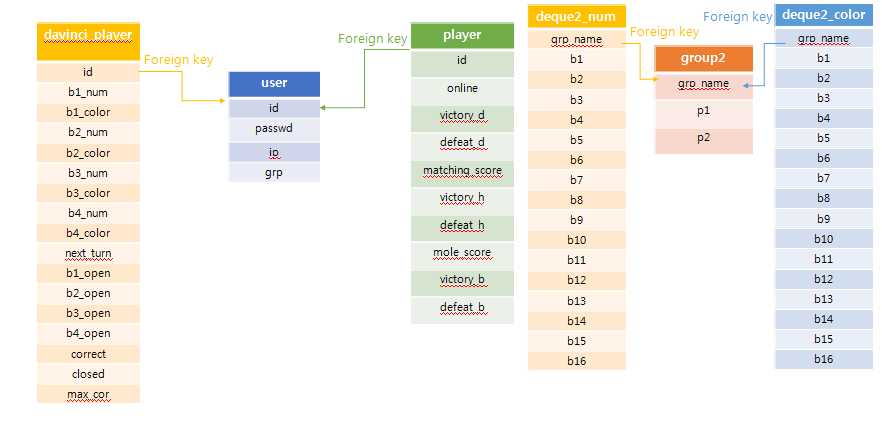 davinci_player
id
b1_num
b1_color
b2_num
b2_color
b3_num
b3_color
b4_num
b4_color
next_turn
b1_open
b2_open
b3_open
b4_open
correct
closed
max_cor
Foreign key
user
id
passwd
ip
grp
Foreign key
player
id
online
victory_d
defeat_d
matching_score
victory_h
defeat_h
mole_score
victory_b
defeat_b
deque2_num
grp_name
b1
b2
b3
b4
b5
b6
b7
b8
b9
b10
b11
b12
b13
b14
b15
b16
Foreign key
group2
grp_name
p1
p2
Foreign key
deque2_color
grp_name
b1
b2
b3
b4
b5
b6
b7
b8
b9
b10
b11
b12
b13
b14
b15
b16